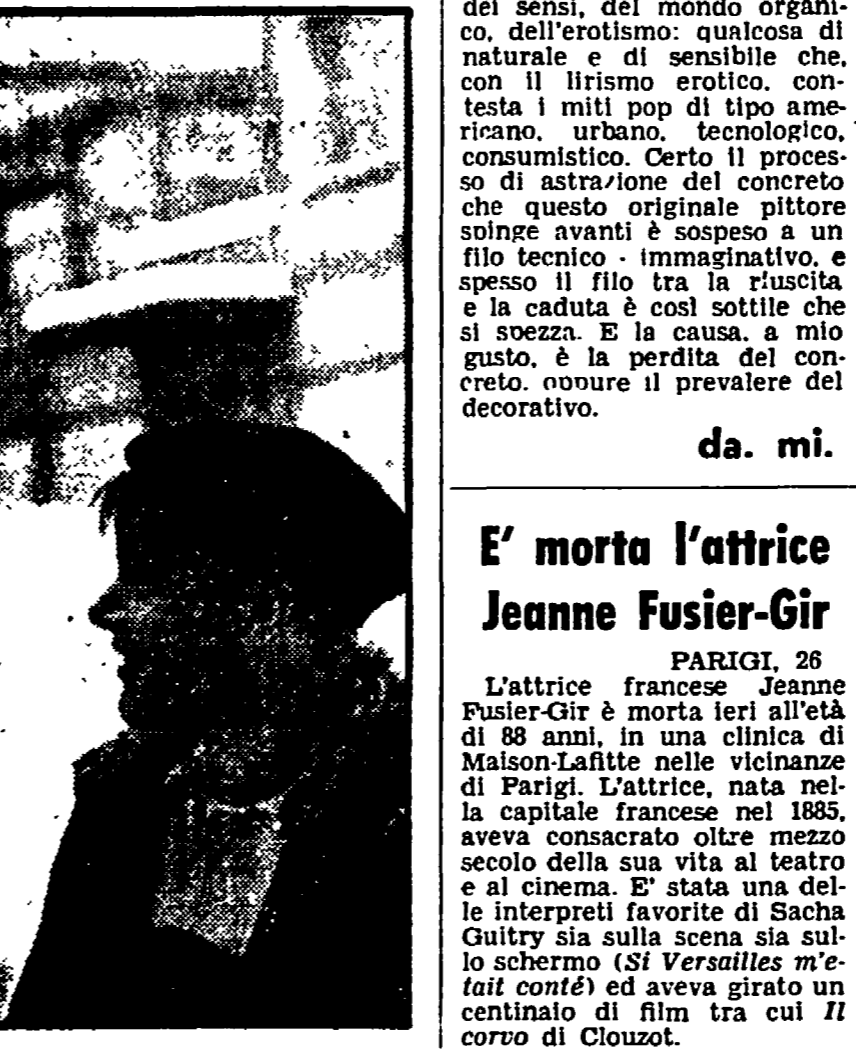 dei sensi, del mondo organi-
co, dell'erotismo: qualcosa di
naturale e di sensibile che,
con il lirismo erotico, con-
testa i miti pop di tipo ame-
ricano, urbano, tecnologico,
consumistico. Certo il proces-
so di astrazione del concreto
che questo originale pittore
spinge avanti è sospeso a un
filo tecnico - immaginativo, e
spesso il filo tra la riuscita
e la caduta è così sottile che
si spezza. E la causa, a mio
gusto, è la perdita del con-
creto, oppure il prevalere del
decorativo.
da. mi.
E' morta l'attrice
Jeanne Fusier-Gir
PARIGI, 26
L'attrice francese Jeanne
Fusier-Gir è morta ieri all'età
di 88 anni, in una clinica di
Maison-Lafitte nelle vicinanze
di Parigi. L'attrice, nata nel-
la capitale francese nel 1885,
aveva consacrato oltre mezzo
secolo della sua vita al teatro
e al cinema. E' stata una del-
le interpreti favorite di Sacha
Guitry sia sulla scena sia sul-
lo schermo (Si Versailles m'e-
tait conté) ed aveva girato un
centinaio di film tra cui Il
corvo di Clouzot.